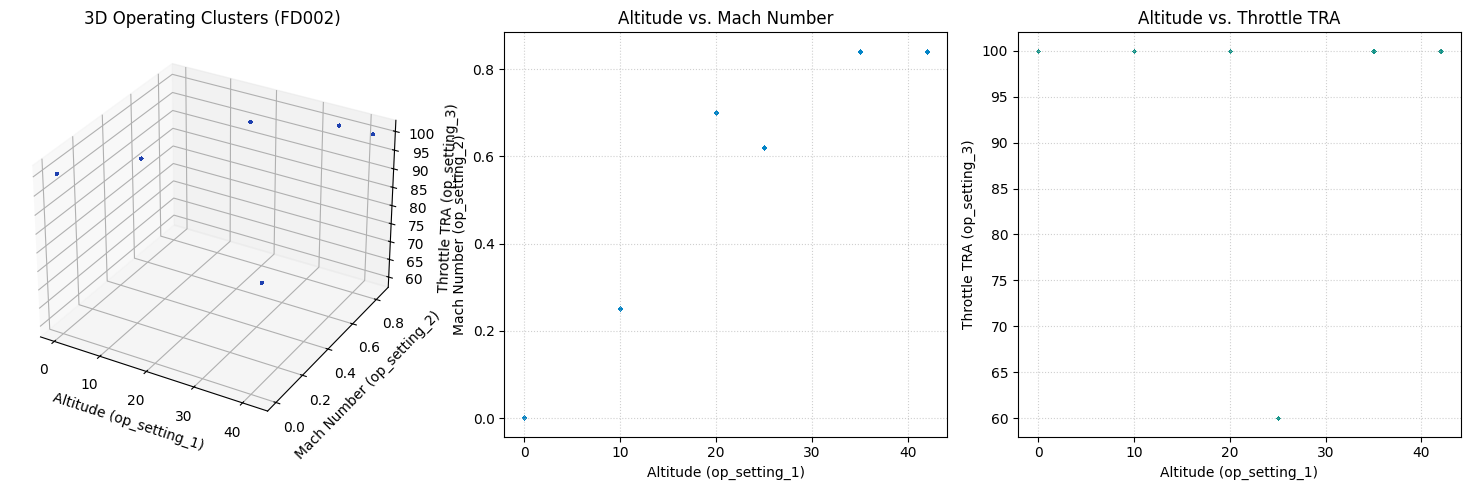 3D Operating Clusters (FD002)
100
95
90
85
80
75
70
65
60
Throttle TRA (op_setting_3)
0
10
20
30
40
Altitude (op_setting_1)
0.0
0.2
0.4
0.6
0.8
Mach Number (op_setting_2)
Altitude vs. Mach Number
0.8
0.6
0.4
0.2
0.0
Mach Number (op_setting_2)
0 10 20 30 40
Altitude (op_setting_1)
Altitude vs. Throttle TRA
100
95
90
85
80
75
70
65
60
Throttle TRA (op_setting_3)
0 10 20 30 40
Altitude (op_setting_1)